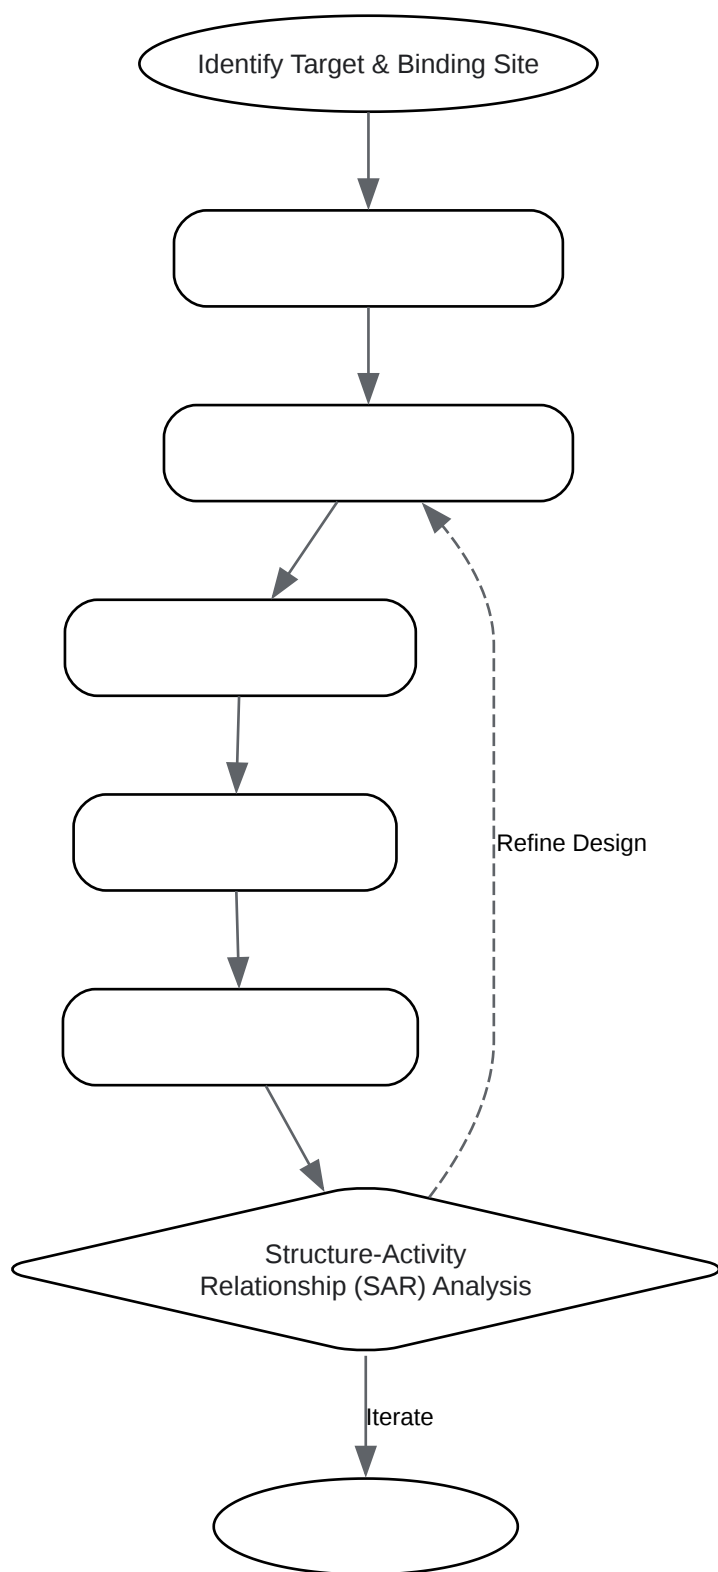 Identify Target & Binding Site
Refine Design
Structure-Activity
Relationship (SAR) Analysis
Iterate